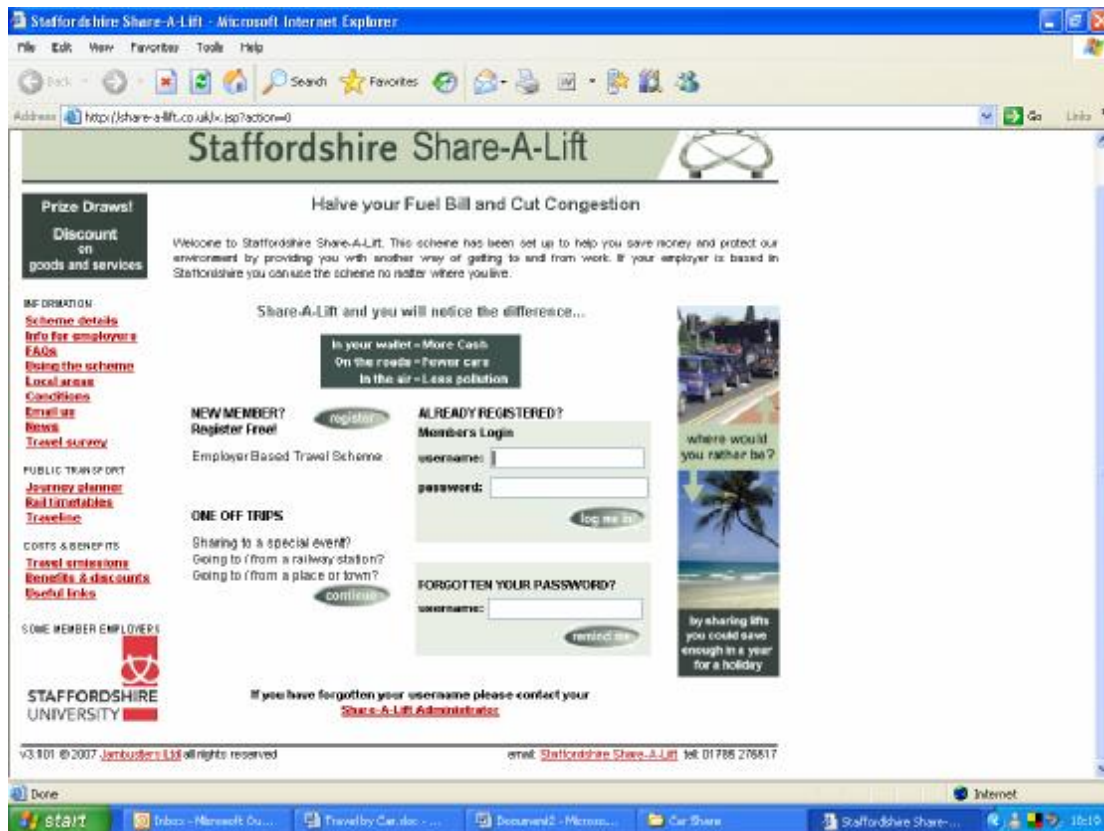 Staffordshire Share-A-Lift - Microsoft Internet Explorer
File Edit View Favorites Tools Help
Back Search Favorites
Address http://share-a-lift.co.uk/x.jsp?action=0 Go Links
Staffordshire Share-A-Lift
Prize Draws!
Discount
on
goods and services
Halve your Fuel Bill and Cut Congestion
Welcome to Staffordshire Share-A-Lift. This scheme has been set up to help you save money and protect our
environment by providing you with another way of getting to and from work. If your employer is based in
Staffordshire you can use the scheme no matter where you live.
INFORMATION
Scheme details
Info for employers
FAQs
Using the scheme
Local areas
Conditions
Email us
News
Travel survey
PUBLIC TRANSPORT
Journey planner
Rail timetables
Traveline
COSTS & BENEFITS
Travel emissions
Benefits & discounts
Useful links
SOME MEMBER EMPLOYERS
STAFFORDSHIRE
UNIVERSITY
Share-A-Lift and you will notice the difference...
In your wallet - More Cash
On the roads - Fewer cars
In the air - Less pollution
NEW MEMBER? register
Register Free!
Employer Based Travel Scheme
ONE OFF TRIPS
Sharing to a special event?
Going to / from a railway station?
Going to / from a place or town?
continue
ALREADY REGISTERED?
Members Login
username:
password:
log me in
FORGOTTEN YOUR PASSWORD?
username:
remind me
where would
you rather be?
by sharing lifts
you could save
enough in a year
for a holiday
If you have forgotten your username please contact your
Share-A-Lift Administrator
v3.101 © 2007 Jambusters Ltd all rights reserved
email: Staffordshire Share-A-Lift tel: 01785 276817
Done Internet
start Inbox - Microsoft Ou... Travel by Car.doc - ... Document2 - Micros... Car Share Staffordshire Share-... 10:19